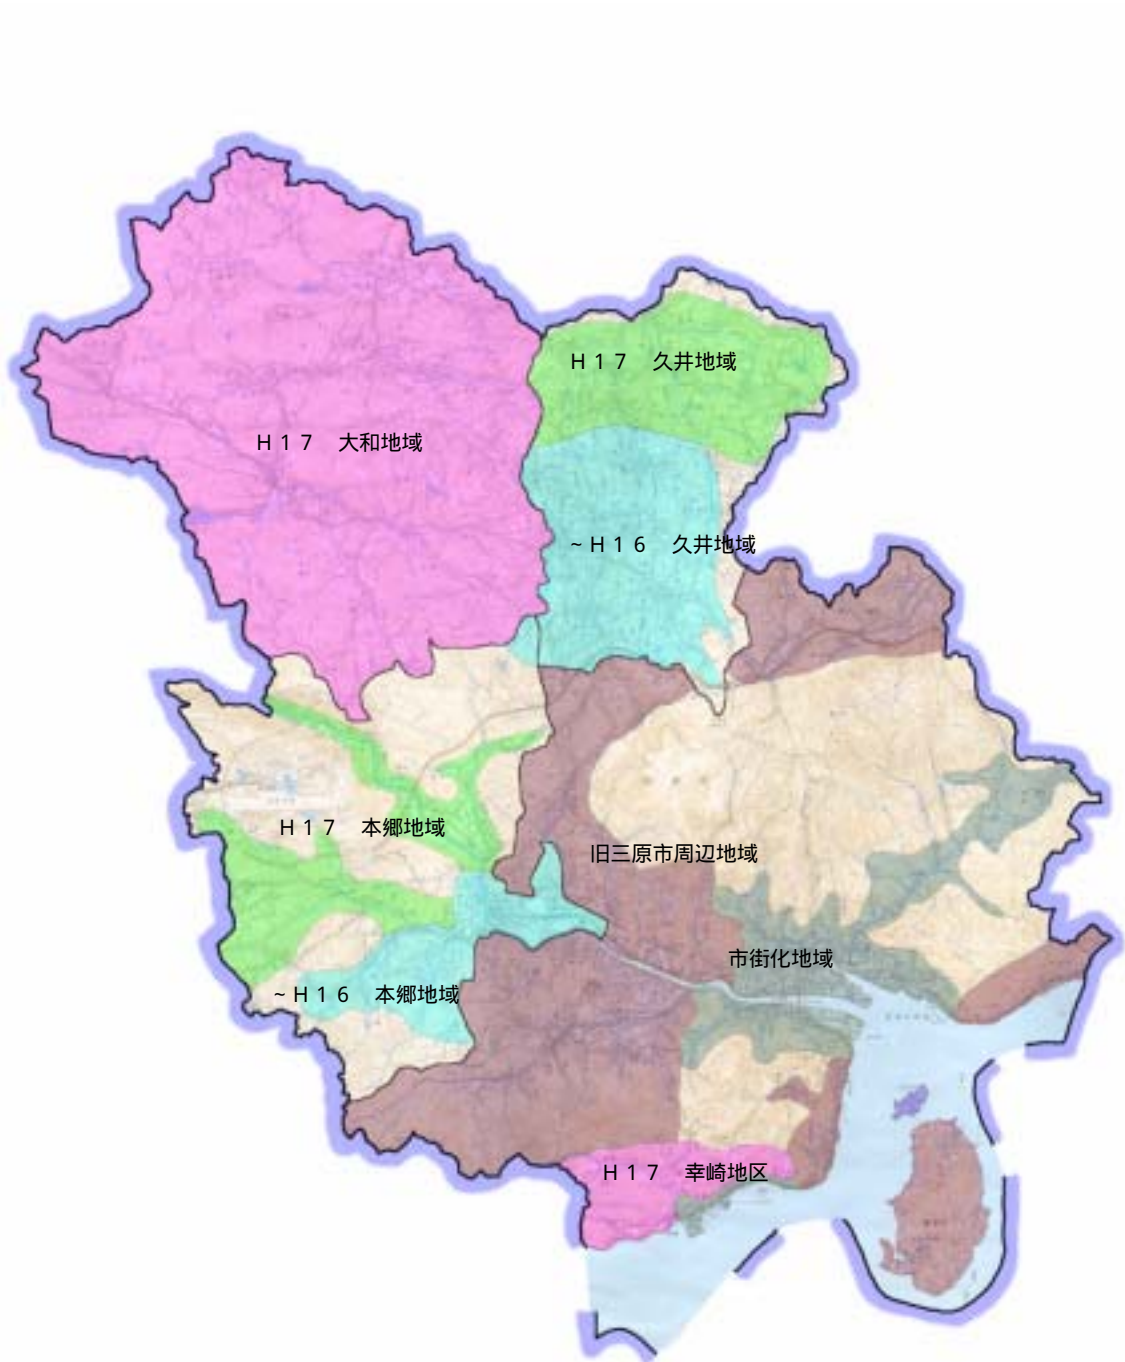 Ｈ１７　久井地域
Ｈ１７　大和地域
~Ｈ１６　久井地域
Ｈ１７　本郷地域
旧三原市周辺地域
市街化地域
~Ｈ１６　本郷地域
Ｈ１７　幸崎地区